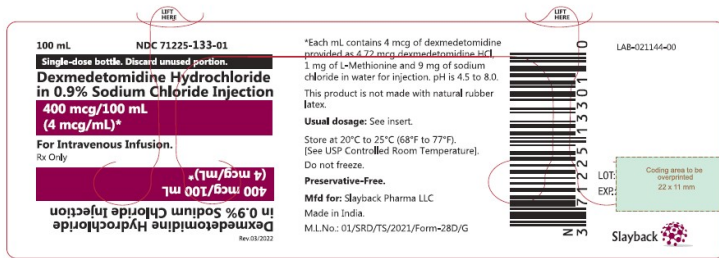 LIFT
HERE
100 mL NDC 71225-133-01
Single-dose bottle. Discard unused portion.
Dexmedetomidine Hydrochloride
in 0.9% Sodium Chloride Injection
400 mcg/100 mL
(4 mcg/mL)*
For Intravenous Infusion.
Rx Only
400 mcg/100 mL
(4 mcg/mL)*
Dexmedetomidine Hydrochloride
in 0.9% Sodium Chloride Injection
Rev.03/2022
LIFT
HERE
*Each mL contains 4 mcg of dexmedetomidine
provided as 4.72 mcg dexmedetomidine HCl,
1 mg of L-Methionine and 9 mg of sodium
chloride in water for injection. pH is 4.5 to 8.0.
This product is not made with natural rubber
latex.
Usual dosage: See insert.
Store at 20°C to 25°C (68°F to 77°F).
[See USP Controlled Room Temperature].
Do not freeze.
Preservative-Free.
Mfd for: Slayback Pharma LLC
Made in India.
M.L.No.: 01/SRD/TS/2021/Form-28D/G
N 3 71225 13301 0
LAB-021144-00
LOT:
EXP.:
Coding area to be
overprinted
22 x 11 mm
Slayback